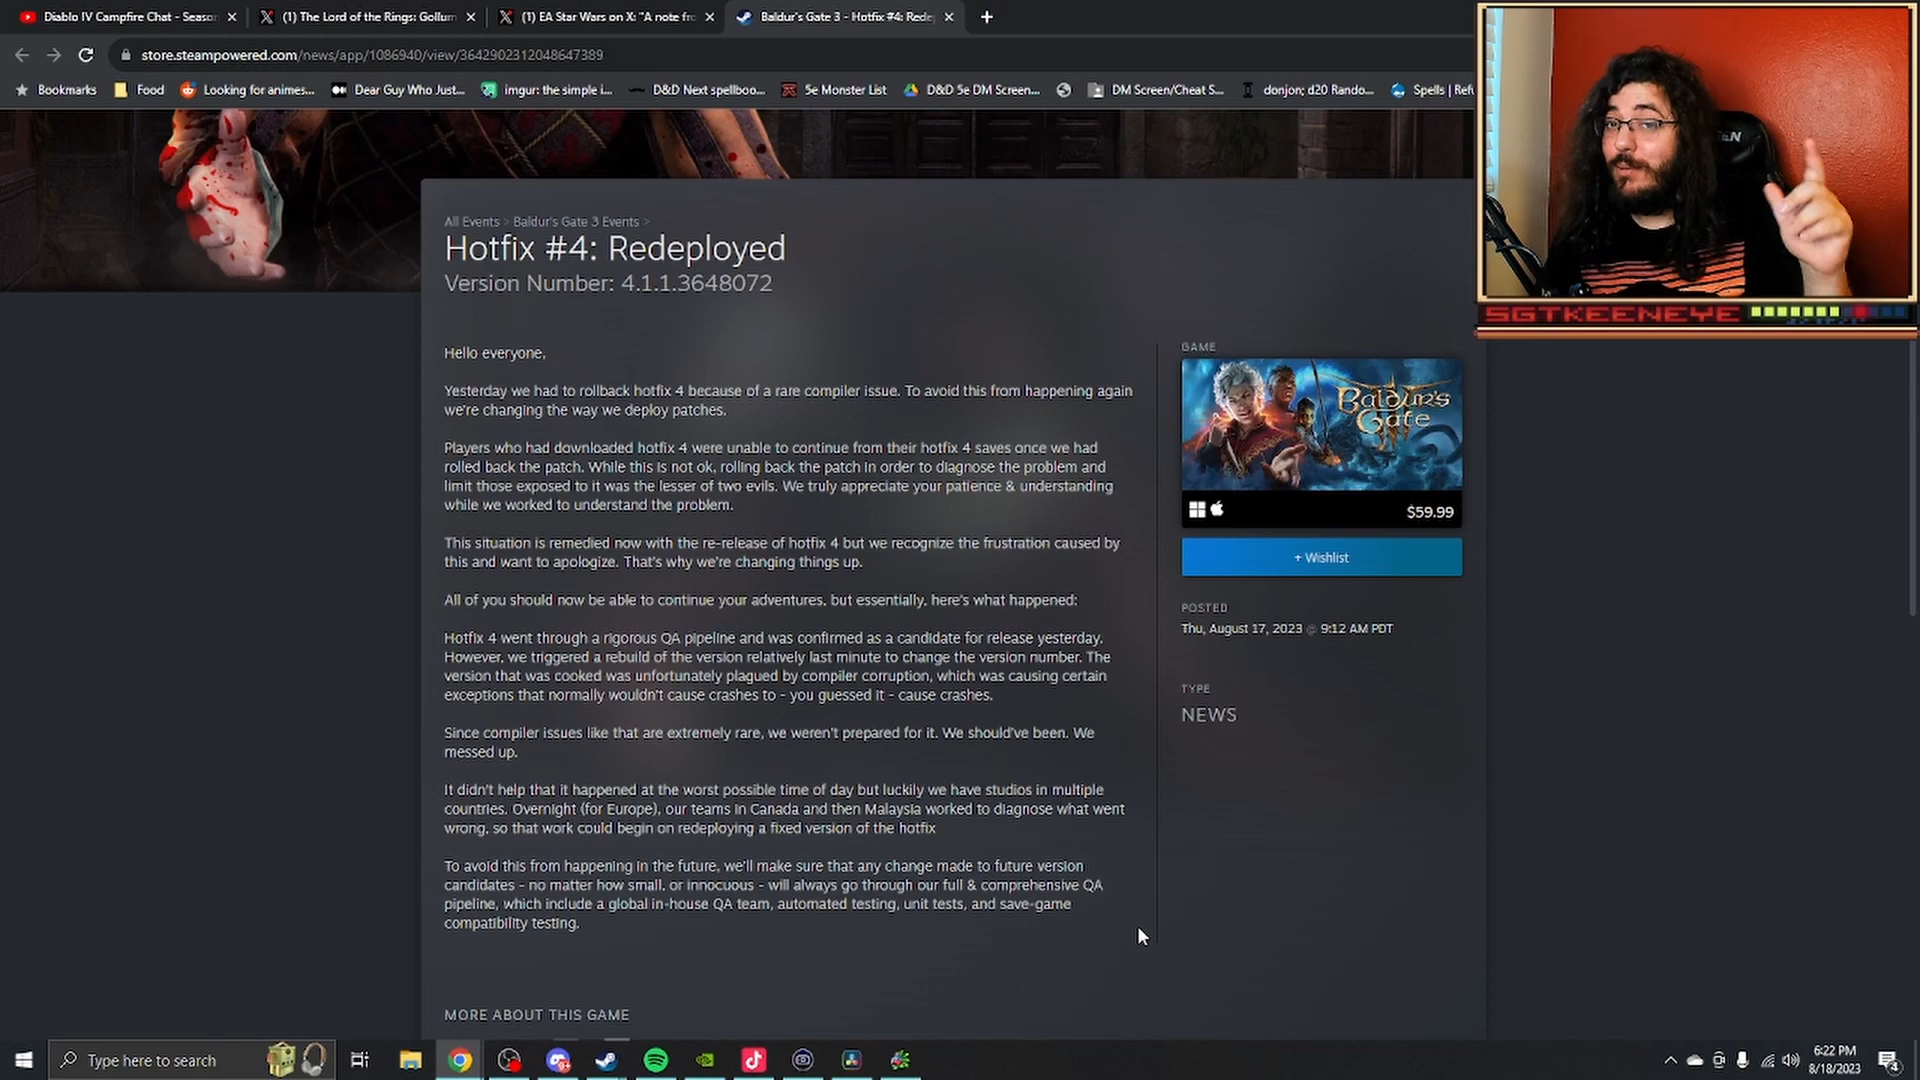 Diablo IV Campfire Chat - Season
(1) The Lord of the Rings: Gollum
(1) EA Star Wars on X: "A note fro
Baldur's Gate 3 - Hotfix #4: Rede
store.steampowered.com/news/app/1086940/view/3642902312048647389
Bookmarks
Food
Looking for animes...
Dear Guy Who Just...
imgur: the simple i...
D&D Next spellboo...
5e Monster List
D&D 5e DM Screen...
DM Screen/Cheat S...
donjon; d20 Rando...
Spells | Refu
All Events > Baldur's Gate 3 Events >
Hotfix #4: Redeployed
Version Number: 4.1.1.3648072
Hello everyone,
Yesterday we had to rollback hotfix 4 because of a rare compiler issue. To avoid this from happening again
we're changing the way we deploy patches.
Players who had downloaded hotfix 4 were unable to continue from their hotfix 4 saves once we had
rolled back the patch. While this is not ok, rolling back the patch in order to diagnose the problem and
limit those exposed to it was the lesser of two evils. We truly appreciate your patience & understanding
while we worked to understand the problem.
This situation is remedied now with the re-release of hotfix 4 but we recognize the frustration caused by
this and want to apologize. That's why we're changing things up.
All of you should now be able to continue your adventures, but essentially, here's what happened:
Hotfix 4 went through a rigorous QA pipeline and was confirmed as a candidate for release yesterday.
However, we triggered a rebuild of the version relatively last minute to change the version number. The
version that was cooked was unfortunately plagued by compiler corruption, which was causing certain
exceptions that normally wouldn't cause crashes to - you guessed it - cause crashes.
Since compiler issues like that are extremely rare, we weren't prepared for it. We should've been. We
messed up.
It didn't help that it happened at the worst possible time of day but luckily we have studios in multiple
countries. Overnight (for Europe), our teams in Canada and then Malaysia worked to diagnose what went
wrong, so that work could begin on redeploying a fixed version of the hotfix
To avoid this from happening in the future, we'll make sure that any change made to future version
candidates - no matter how small, or innocuous - will always go through our full & comprehensive QA
pipeline, which include a global in-house QA team, automated testing, unit tests, and save-game
compatibility testing.
MORE ABOUT THIS GAME
SGTKEENEYE
GAME
Baldur's
Gate
$59.99
+ Wishlist
POSTED
Thu, August 17, 2023 @ 9:12 AM PDT
TYPE
NEWS
Type here to search
6:22 PM
8/18/2023
4